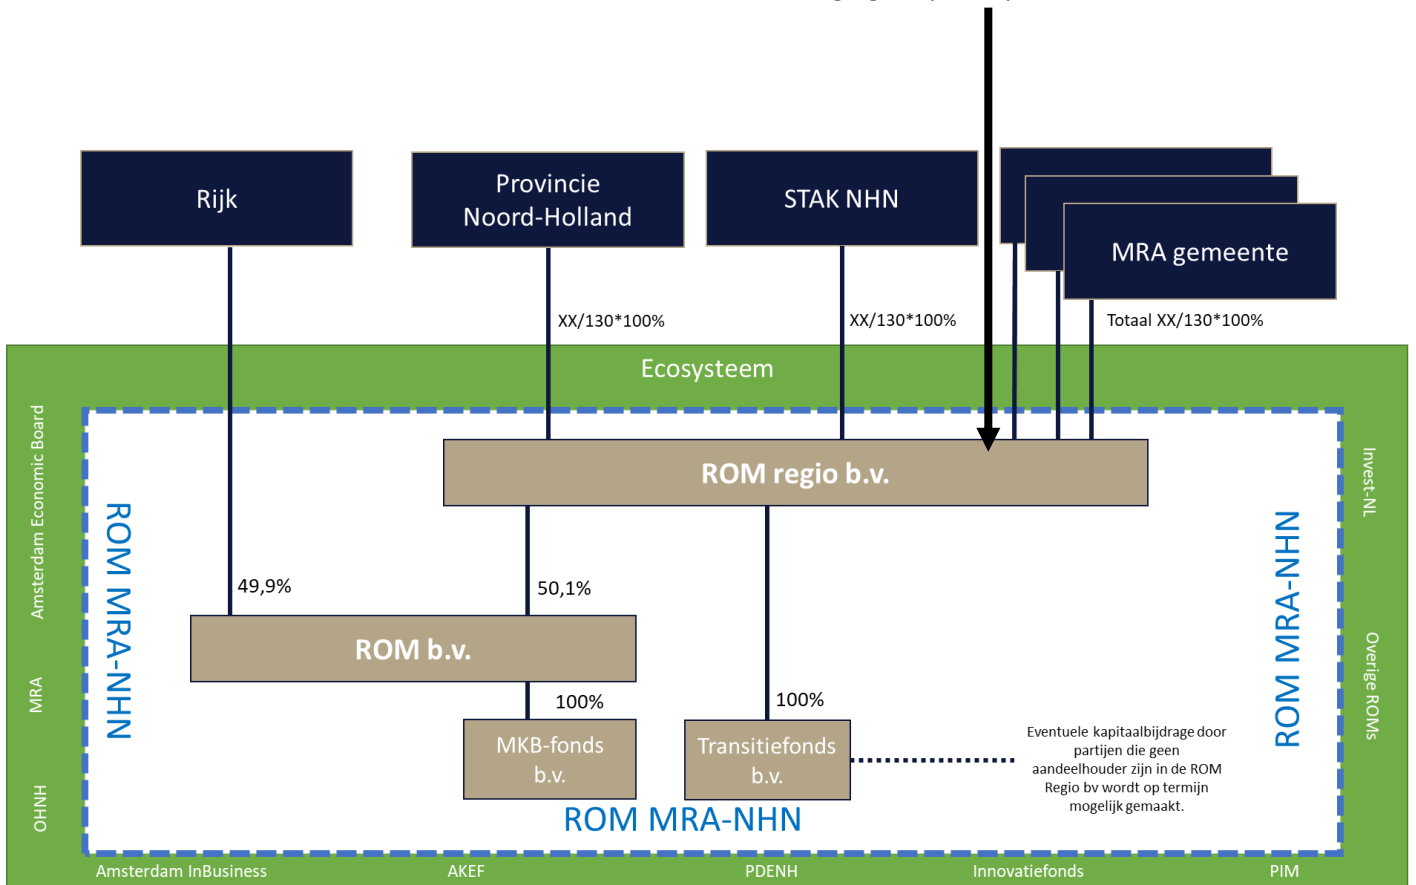 Rijk
Provincie
Noord-Holland
STAK NHN
MRA gemeente
XX/130*100%
XX/130*100%
Totaal XX/130*100%
Ecosysteem
Amsterdam Economic Board
MRA
OHNH
ROM MRA-NHN
ROM regio b.v.
49,9%
50,1%
ROM b.v.
100%
100%
MKB-fonds
b.v.
Transitiefonds
b.v.
Eventuele kapitaalbijdrage door
partijen die geen
aandeelhouder zijn in de ROM
Regio bv wordt op termijn
mogelijk gemaakt.
ROM MRA-NHN
ROM MRA-NHN
Invest-NL
Overige ROMs
Amsterdam InBusiness
AKEF
PDENH
Innovatiefonds
PIM